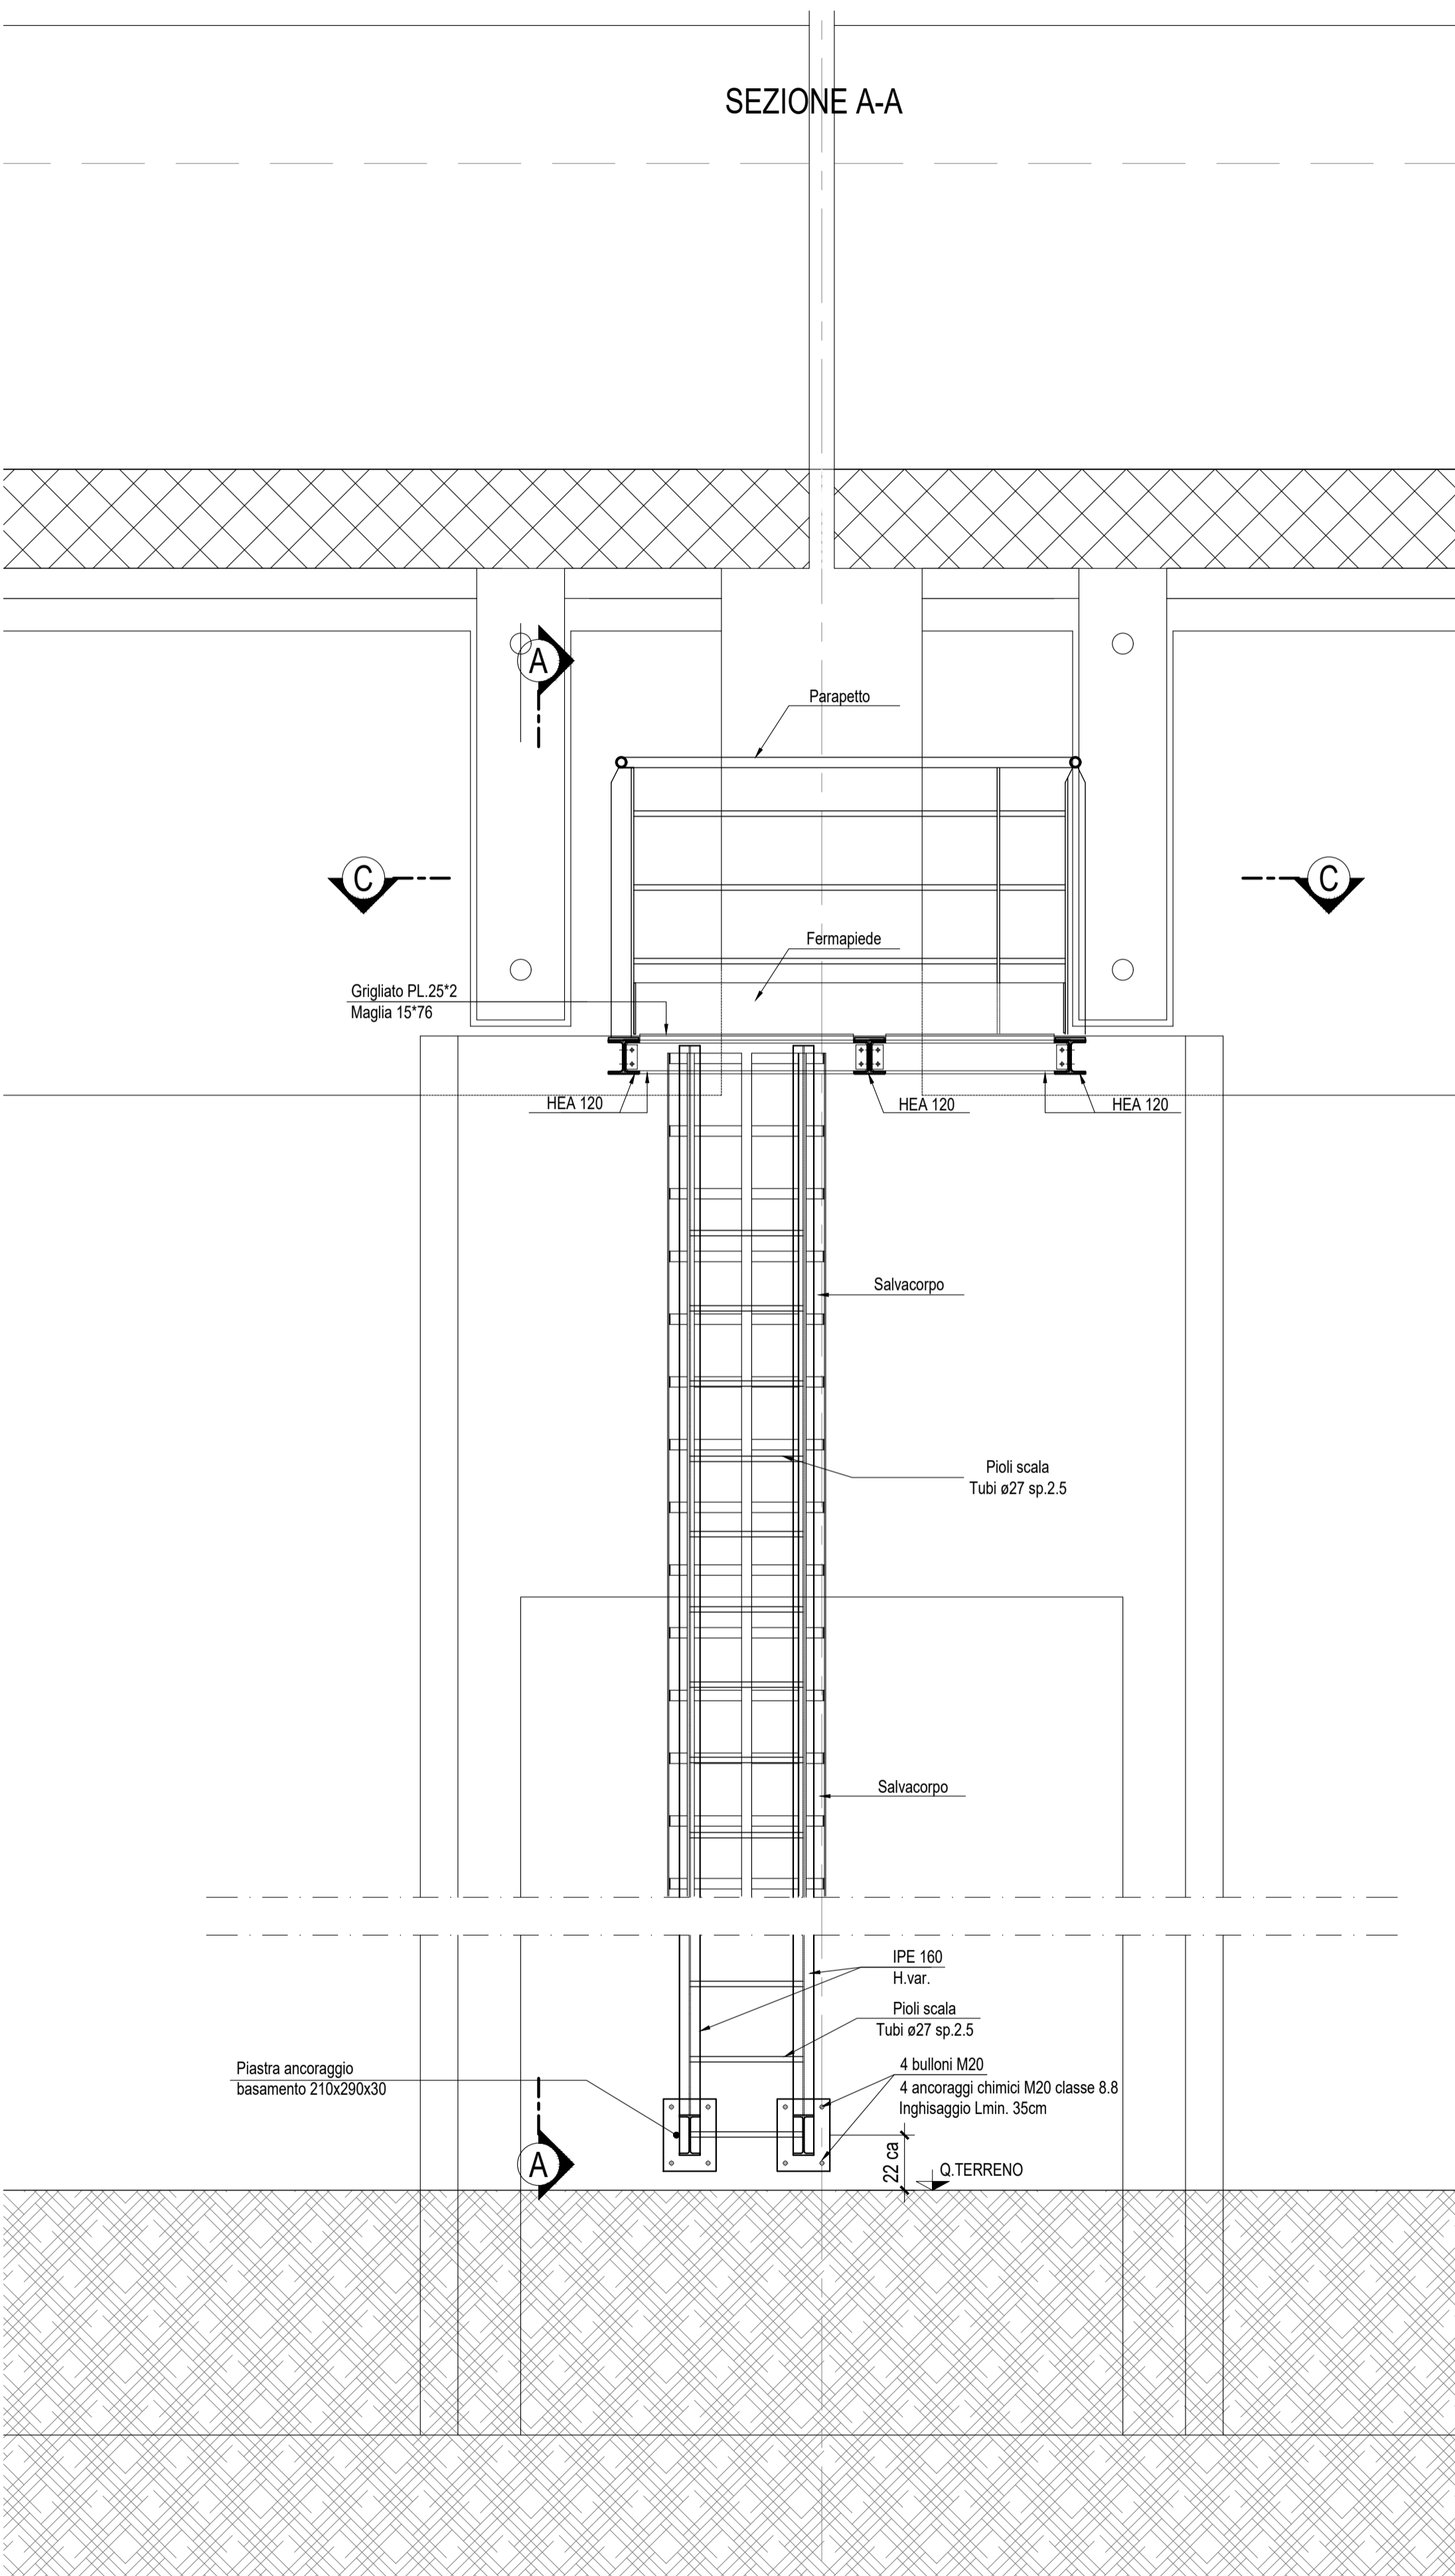 SEZIONE A-A
A
Parapetto
C
C
Fermapiede
Grigliato PL.25*2
Maglia 15*76
HEA 120
HEA 120
HEA 120
Salvacorpo
Pioli scala
Tubi ø27 sp.2.5
Salvacorpo
IPE 160
H.var.
Pioli scala
Tubi ø27 sp.2.5
Piastra ancoraggio
basamento 210x290x30
4 bulloni M20
4 ancoraggi chimici M20 classe 8.8
Inghisaggio Lmin. 35cm
A
22 ca
Q.TERRENO